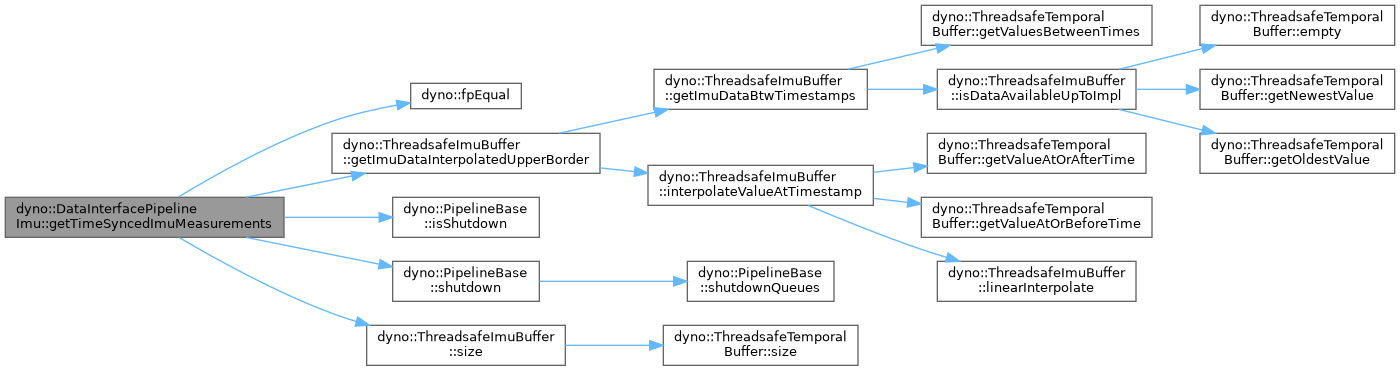 dyno::DataInterfacePipeline
Imu::getTimeSyncedImuMeasurements
dyno::fpEqual
dyno::ThreadsafeImuBuffer
::getImuDataInterpolatedUpperBorder
dyno::PipelineBase
::isShutdown
dyno::PipelineBase
::shutdown
dyno::ThreadsafeImuBuffer
::size
dyno::ThreadsafeImuBuffer
::getImuDataBtwTimestamps
dyno::ThreadsafeImuBuffer
::interpolateValueAtTimestamp
dyno::PipelineBase
::shutdownQueues
dyno::ThreadsafeTemporal
Buffer::size
dyno::ThreadsafeTemporal
Buffer::getValuesBetweenTimes
dyno::ThreadsafeImuBuffer
::isDataAvailableUpToImpl
dyno::ThreadsafeTemporal
Buffer::getValueAtOrAfterTime
dyno::ThreadsafeTemporal
Buffer::getValueAtOrBeforeTime
dyno::ThreadsafeImuBuffer
::linearInterpolate
dyno::ThreadsafeTemporal
Buffer::empty
dyno::ThreadsafeTemporal
Buffer::getNewestValue
dyno::ThreadsafeTemporal
Buffer::getOldestValue